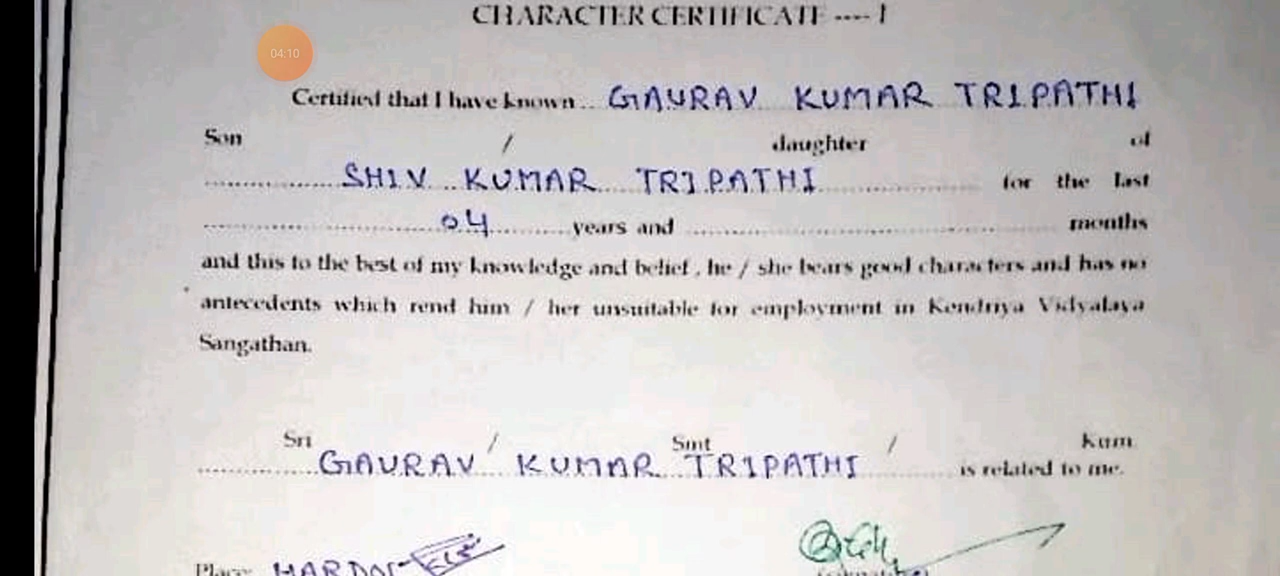 CHARACTER CERTIFICATE ---- I
04:10
Certified that I have known... GAURAV KUMAR TRIPATHI
Son / daughter of
................SHIV...KUMAR TRIPATHI.................. for the last
...........................04...........years and ............................................ months
and this to the best of my knowledge and belief, he / she bears good characters and has no
antecedents which rend him / her unsuitable for employment in Kendriya Vidyalaya
Sangathan.
Sri / Smt / Kum
..............GAURAV KUMAR TRIPATHI............ is related to me.
Place